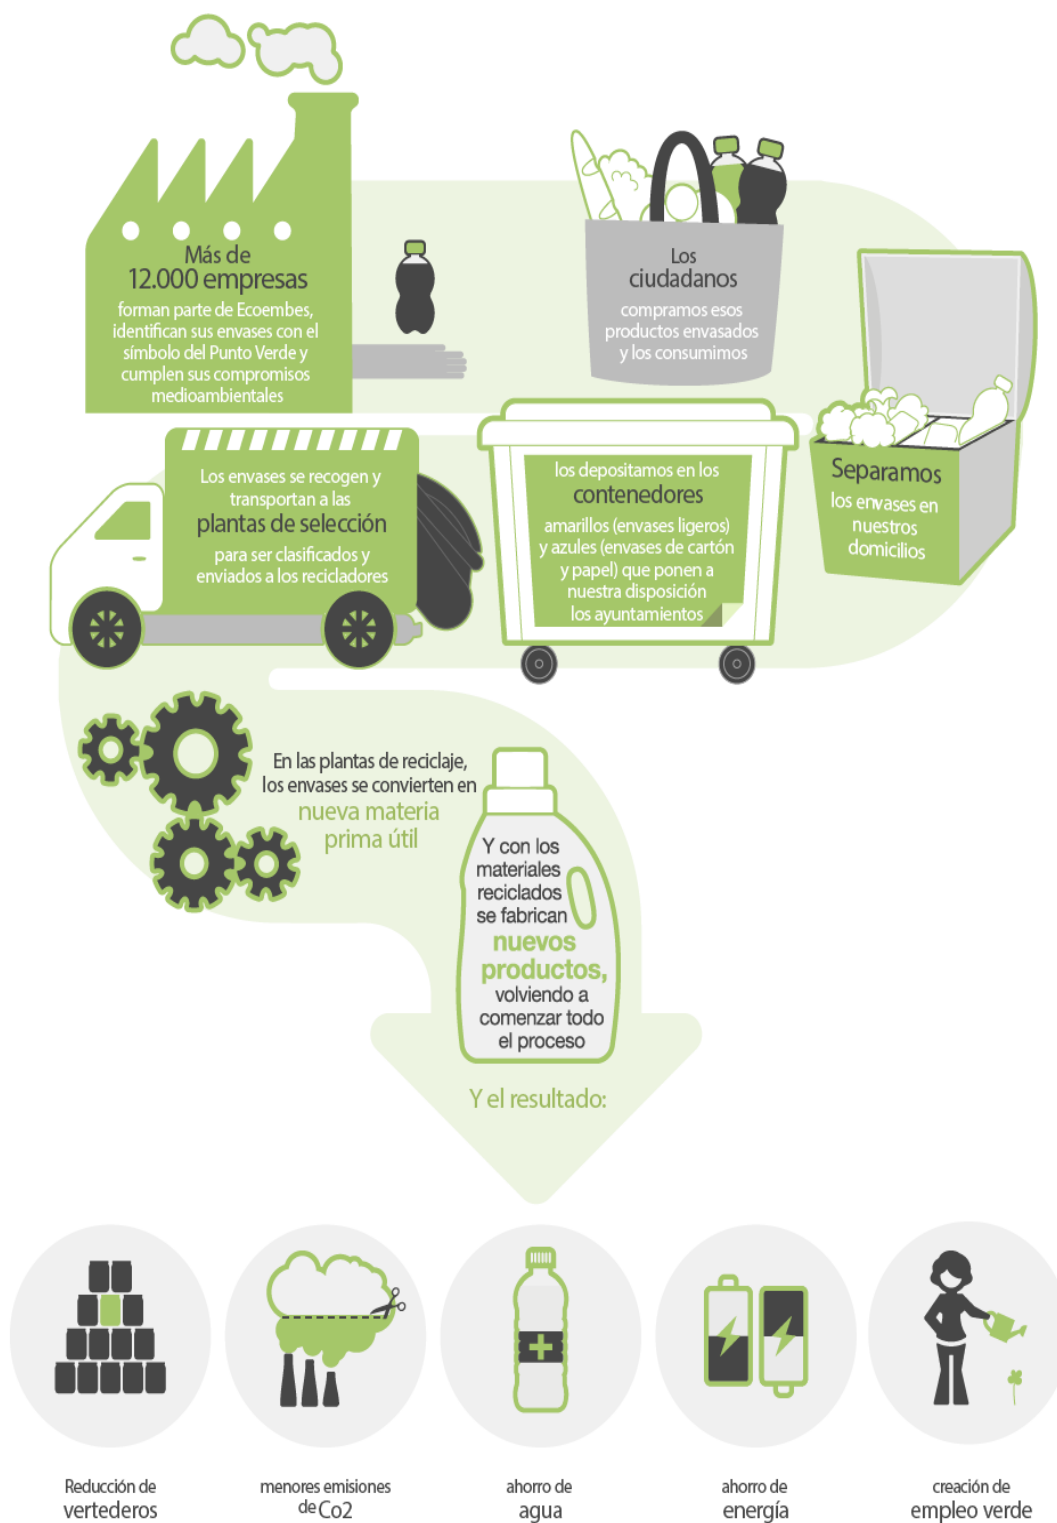 Más de
12.000 empresas
forman parte de Ecoembes,
identifican sus envases con el
símbolo del Punto Verde y
cumplen sus compromisos
medioambientales
Los
ciudadanos
compramos esos
productos envasados
y los consumimos
Separamos
los envases en
nuestros
domicilios
los depositamos en los
contenedores
amarillos (envases ligeros)
y azules (envases de cartón
y papel) que ponen a
nuestra disposición
los ayuntamientos
Los envases se recogen y
transportan a las
plantas de selección
para ser clasificados y
enviados a los recicladores
En las plantas de reciclaje,
los envases se convierten en
nueva materia
prima útil
Y con los
materiales
reciclados
se fabrican
nuevos
productos,
volviendo a
comenzar todo
el proceso
Y el resultado:
Reducción de
vertederos
menores emisiones
de Co2
ahorro de
agua
ahorro de
energía
creación de
empleo verde